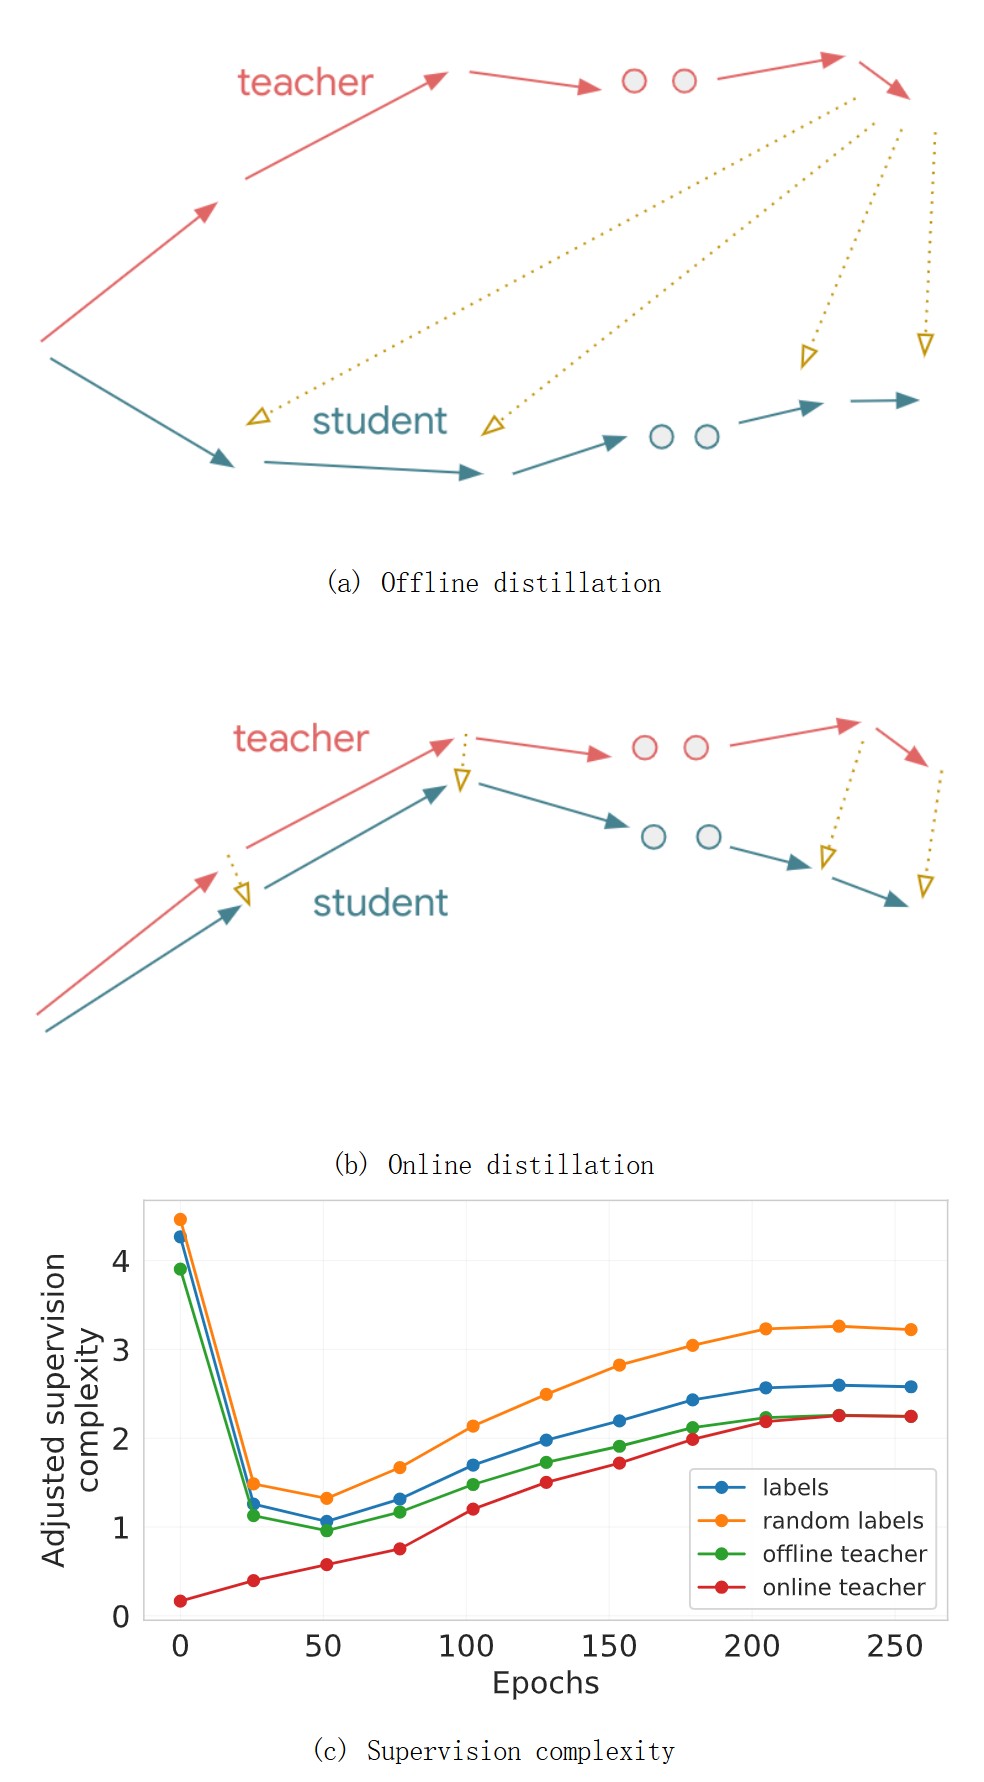 teacher
student
(a) Offline distillation
teacher
student
(b) Online distillation
Adjusted supervision
complexity
4
3
2
1
0
labels
random labels
offline teacher
online teacher
0 50 100 150 200 250
Epochs
(c) Supervision complexity